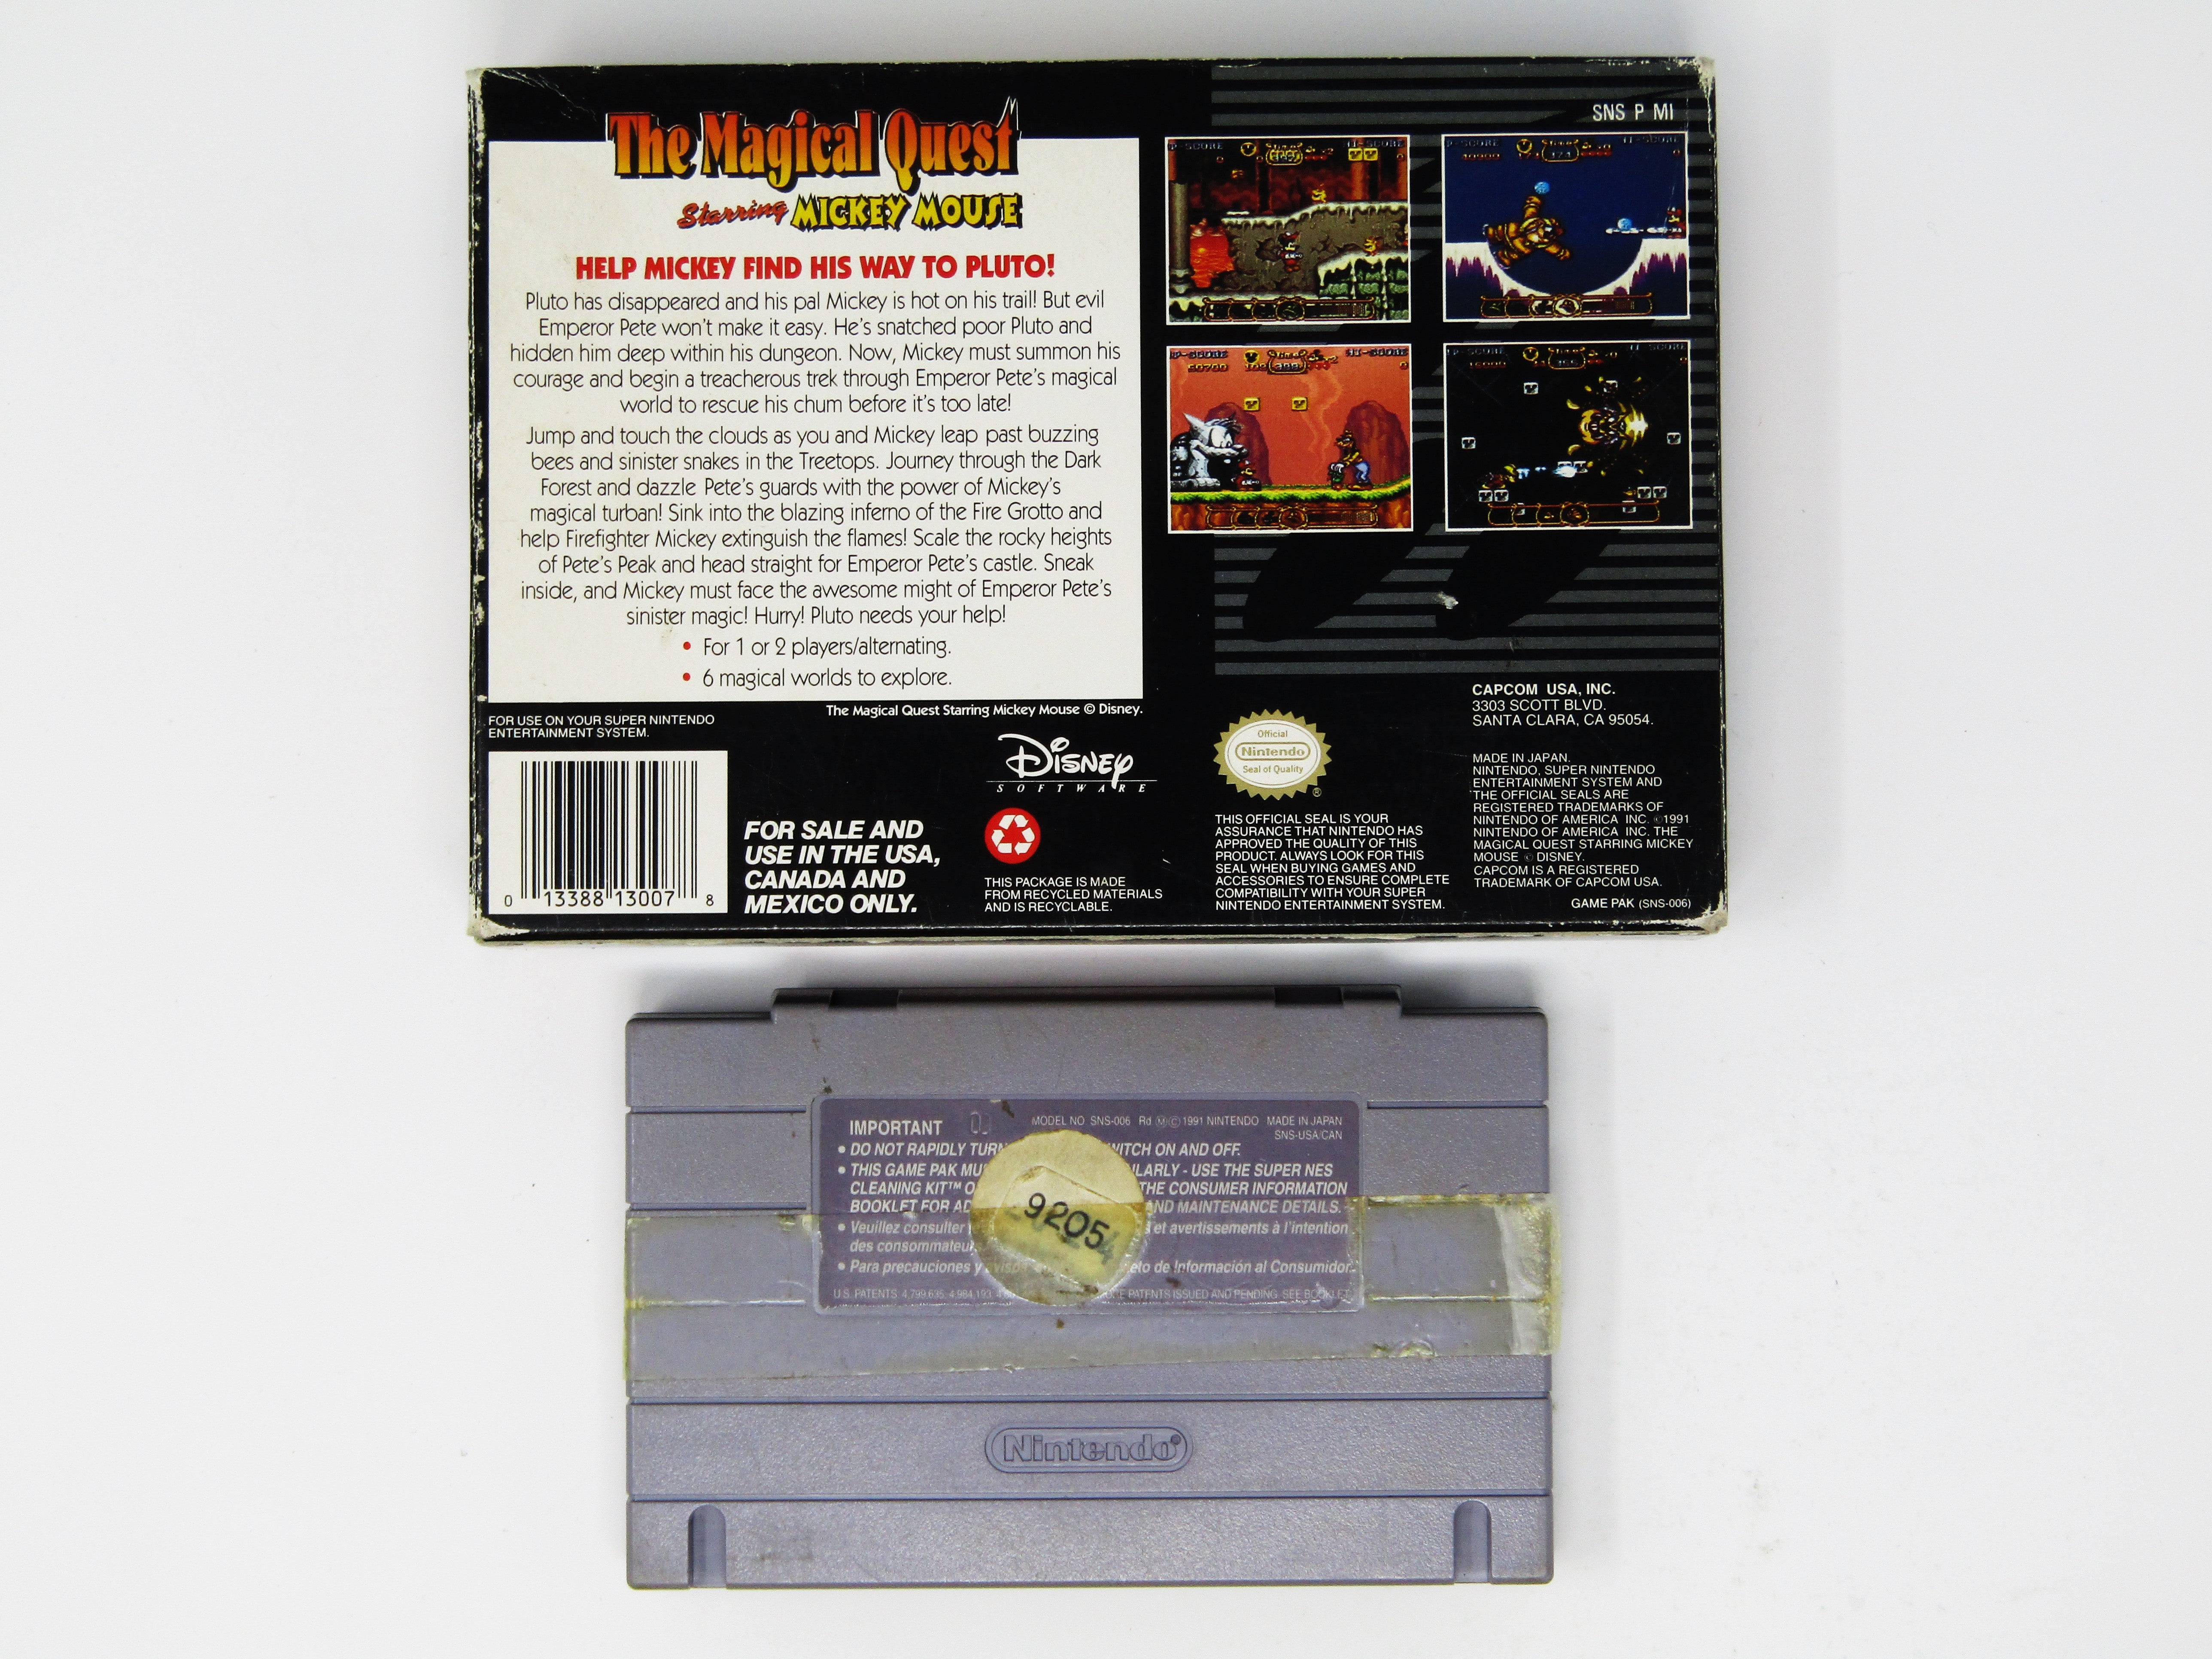 The Magical Quest
Starring MICKEY MOUSE
HELP MICKEY FIND HIS WAY TO PLUTO!
Pluto has disappeared and his pal Mickey is hot on his trail! But evil
Emperor Pete won't make it easy. He's snatched poor Pluto and
hidden him deep within his dungeon. Now, Mickey must summon his
courage and begin a treacherous trek through Emperor Pete's magical
world to rescue his chum before it's too late!
Jump and touch the clouds as you and Mickey leap past buzzing
bees and sinister snakes in the Treetops. Journey through the Dark
Forest and dazzle Pete's guards with the power of Mickey's
magical turban! Sink into the blazing inferno of the Fire Grotto and
help Firefighter Mickey extinguish the flames! Scale the rocky heights
of Pete's Peak and head straight for Emperor Pete's castle. Sneak
inside, and Mickey must face the awesome might of Emperor Pete's
sinister magic! Hurry! Pluto needs your help!
• For 1 or 2 players/alternating.
• 6 magical worlds to explore.
The Magical Quest Starring Mickey Mouse © Disney.
FOR USE ON YOUR SUPER NINTENDO
ENTERTAINMENT SYSTEM.
0 13388 13007 8
FOR SALE AND
USE IN THE USA,
CANADA AND
MEXICO ONLY.
Disney
SOFTWARE
THIS PACKAGE IS MADE
FROM RECYCLED MATERIALS
AND IS RECYCLABLE.
SNS P MI
Official
Nintendo
Seal of Quality
®
THIS OFFICIAL SEAL IS YOUR
ASSURANCE THAT NINTENDO HAS
APPROVED THE QUALITY OF THIS
PRODUCT. ALWAYS LOOK FOR THIS
SEAL WHEN BUYING GAMES AND
ACCESSORIES TO ENSURE COMPLETE
COMPATIBILITY WITH YOUR SUPER
NINTENDO ENTERTAINMENT SYSTEM.
CAPCOM USA, INC.
3303 SCOTT BLVD.
SANTA CLARA, CA 95054.
MADE IN JAPAN.
NINTENDO, SUPER NINTENDO
ENTERTAINMENT SYSTEM AND
THE OFFICIAL SEALS ARE
REGISTERED TRADEMARKS OF
NINTENDO OF AMERICA INC. ©1991
NINTENDO OF AMERICA INC. THE
MAGICAL QUEST STARRING MICKEY
MOUSE © DISNEY.
CAPCOM IS A REGISTERED
TRADEMARK OF CAPCOM USA.
GAME PAK (SNS-006)
IMPORTANT
MODEL NO SNS-006 Rd Ⓜ©1991 NINTENDO MADE IN JAPAN
SNS-USA/CAN
• DO NOT RAPIDLY TURN WITCH ON AND OFF.
• THIS GAME PAK MU LARLY - USE THE SUPER NES
CLEANING KIT™ O THE CONSUMER INFORMATION
BOOKLET FOR AD ND MAINTENANCE DETAILS.
• Veuillez consulter et avertissements à l'intention
des consommateu
• Para precauciones y eto de Información al Consumidor.
U.S. PATENTS 4,799,635, 4,984,193, PATENTS ISSUED AND PENDING SEE BOOKLET
9205
Nintendo®